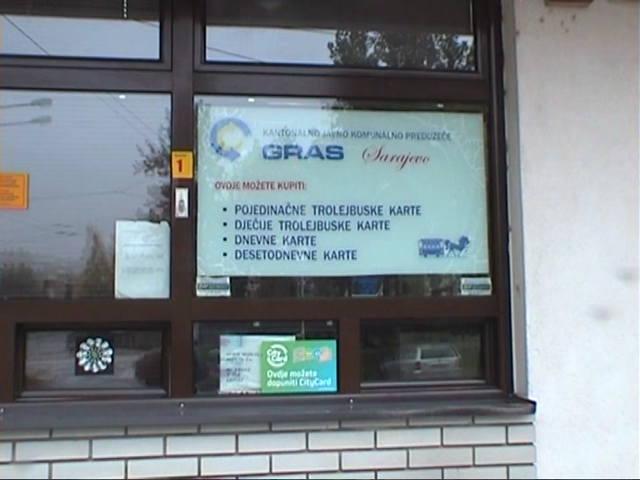 KANTONALNO JAVNO KOMUNALNO PREDUZEĆE
GRAS Sarajevo
OVDJE MOŽETE KUPITI:
• POJEDINAČNE TROLEJBUSKE KARTE
• DJEČIJE TROLEJBUSKE KARTE
• DNEVNE KARTE
• DESETODNEVNE KARTE
1
City Card
Ovdje možete
dopuniti CityCard